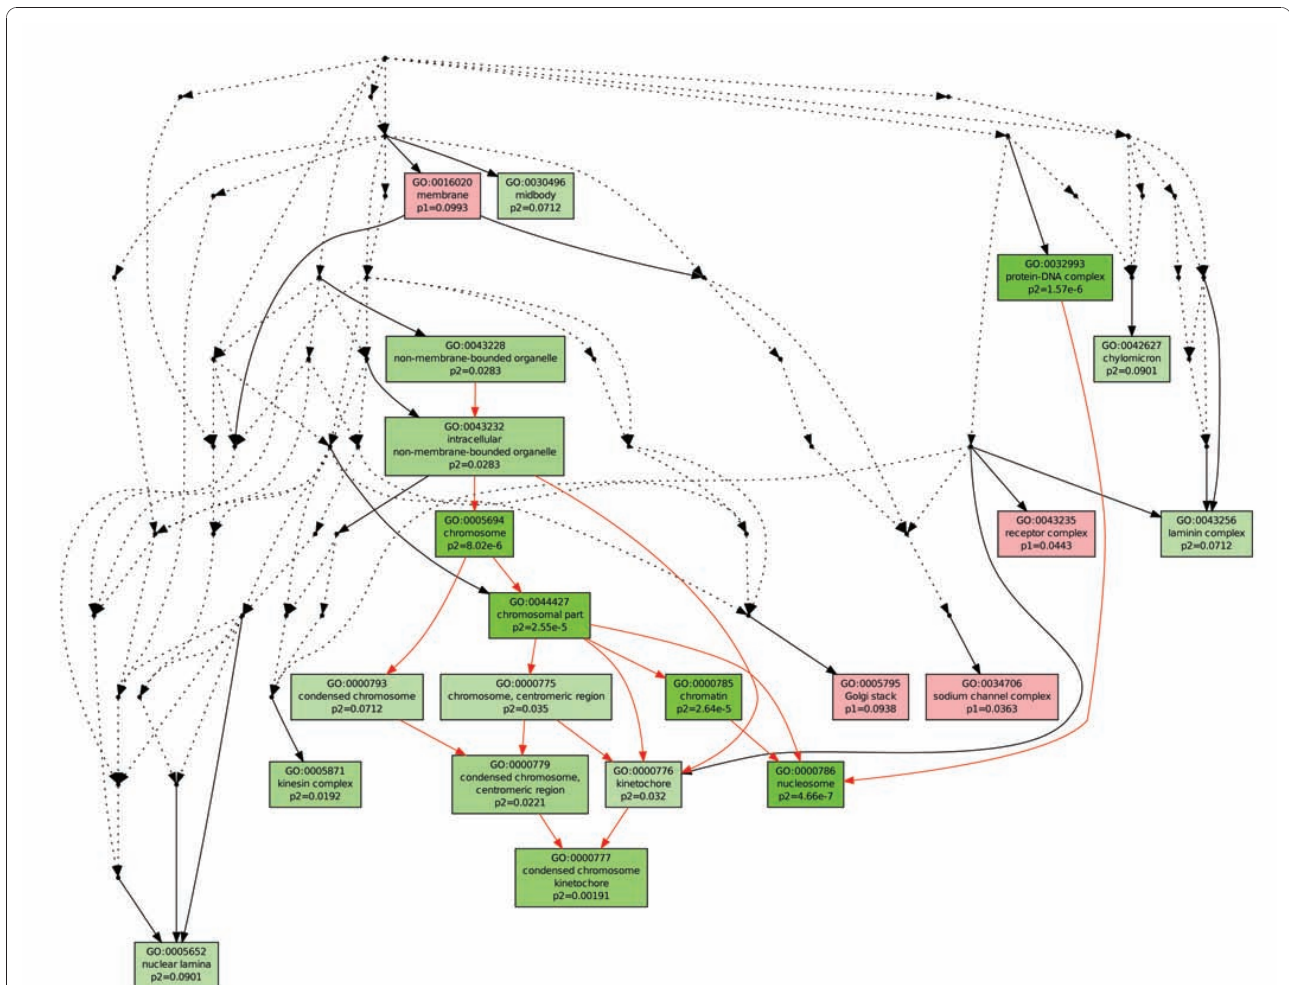 GO:0016020
membrane
p1=0.0993
GO:0030496
midbody
p2=0.0712
GO:0032993
protein-DNA complex
p2=1.57e-6
GO:0043228
non-membrane-bounded organelle
p2=0.0283
GO:0042627
chylomicron
p2=0.0901
GO:0043232
intracellular
non-membrane-bounded organelle
p2=0.0283
GO:0005694
chromosome
p2=8.02e-6
GO:0043235
receptor complex
p1=0.0443
GO:0043256
laminin complex
p2=0.0712
GO:0044427
chromosomal part
p2=2.55e-5
GO:0000793
condensed chromosome
p2=0.0712
GO:0000775
chromosome, centromeric region
p2=0.035
GO:0000785
chromatin
p2=2.64e-5
GO:0005795
Golgi stack
p1=0.0938
GO:0034706
sodium channel complex
p1=0.0363
GO:0005871
kinesin complex
p2=0.0192
GO:0000779
condensed chromosome,
centromeric region
p2=0.0221
GO:0000776
kinetochore
p2=0.032
GO:0000786
nucleosome
p2=4.66e-7
GO:0000777
condensed chromosome
kinetochore
p2=0.00191
GO:0005652
nuclear lamina
p2=0.0901